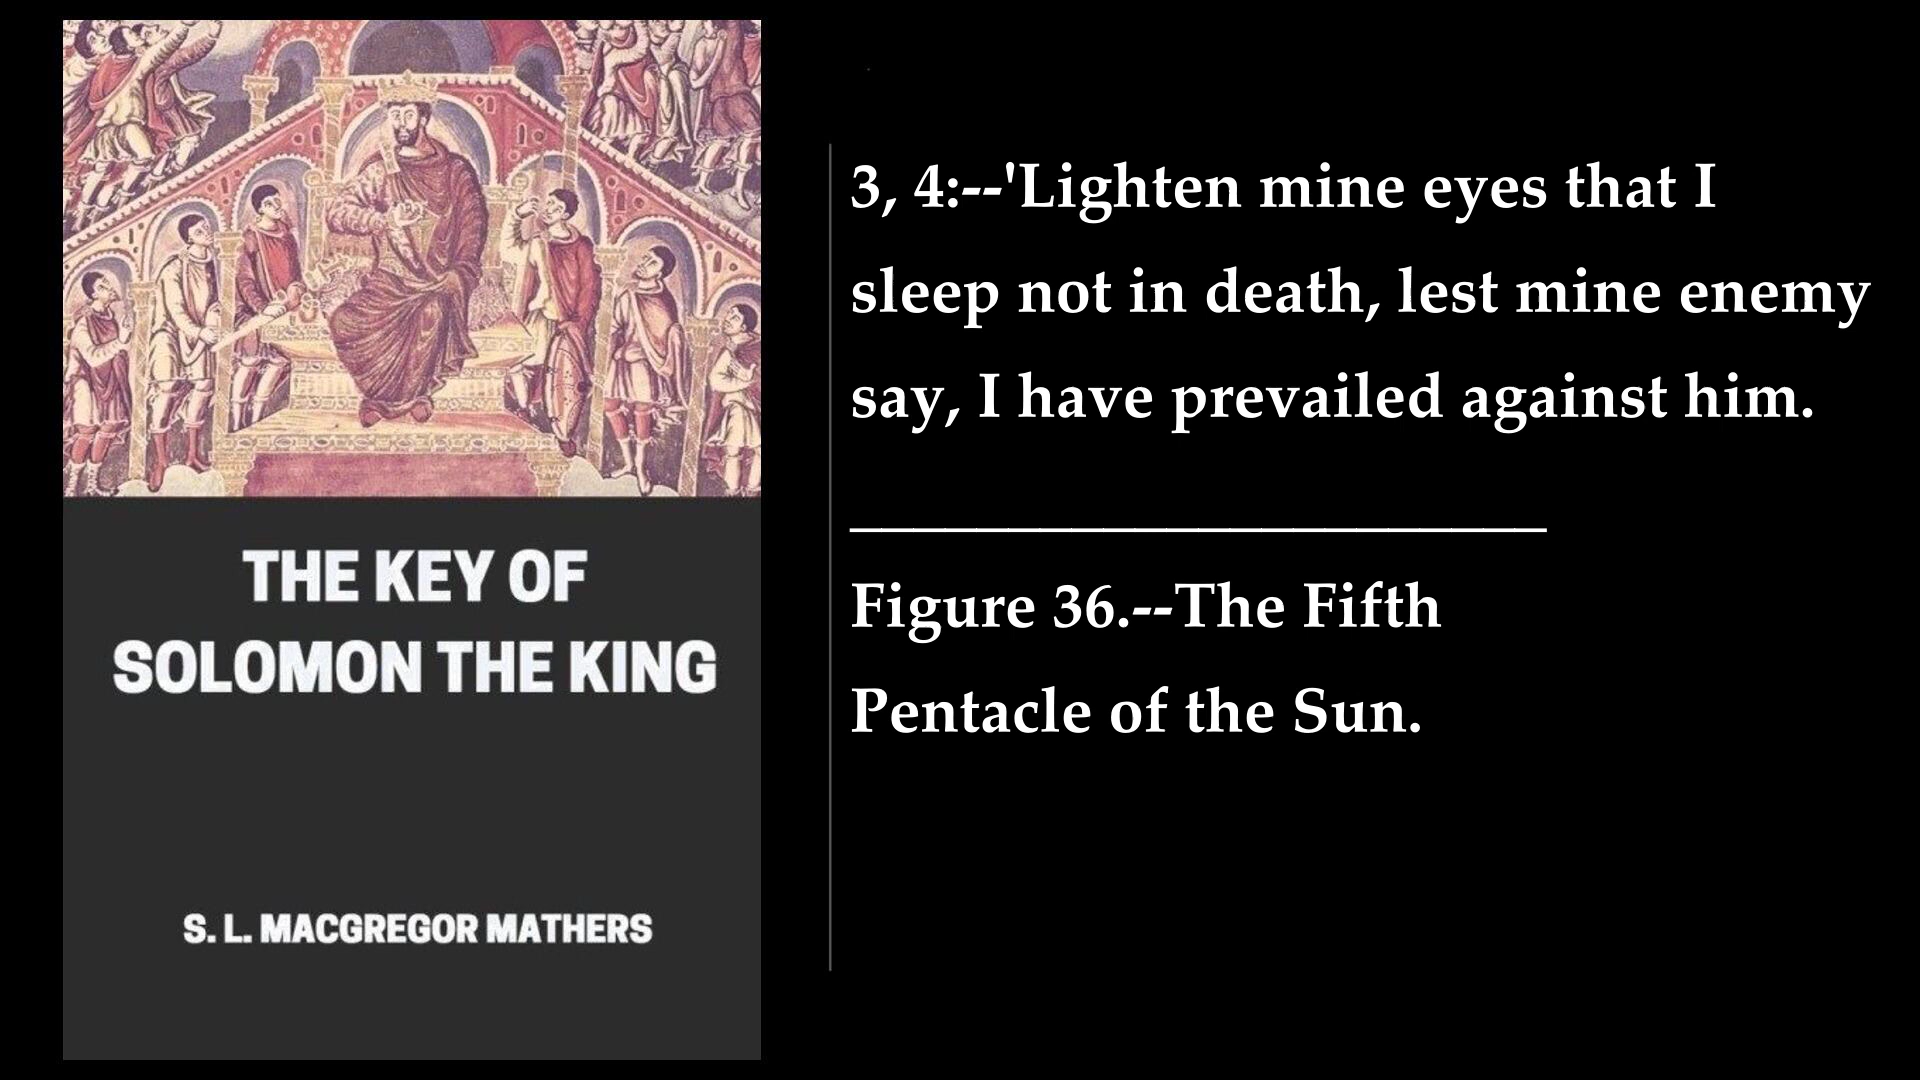 THE KEY OF
SOLOMON THE KING
S. L. MACGREGOR MATHERS
3, 4:--'Lighten mine eyes that I
sleep not in death, lest mine enemy
say, I have prevailed against him.
______________________
Figure 36.--The Fifth
Pentacle of the Sun.